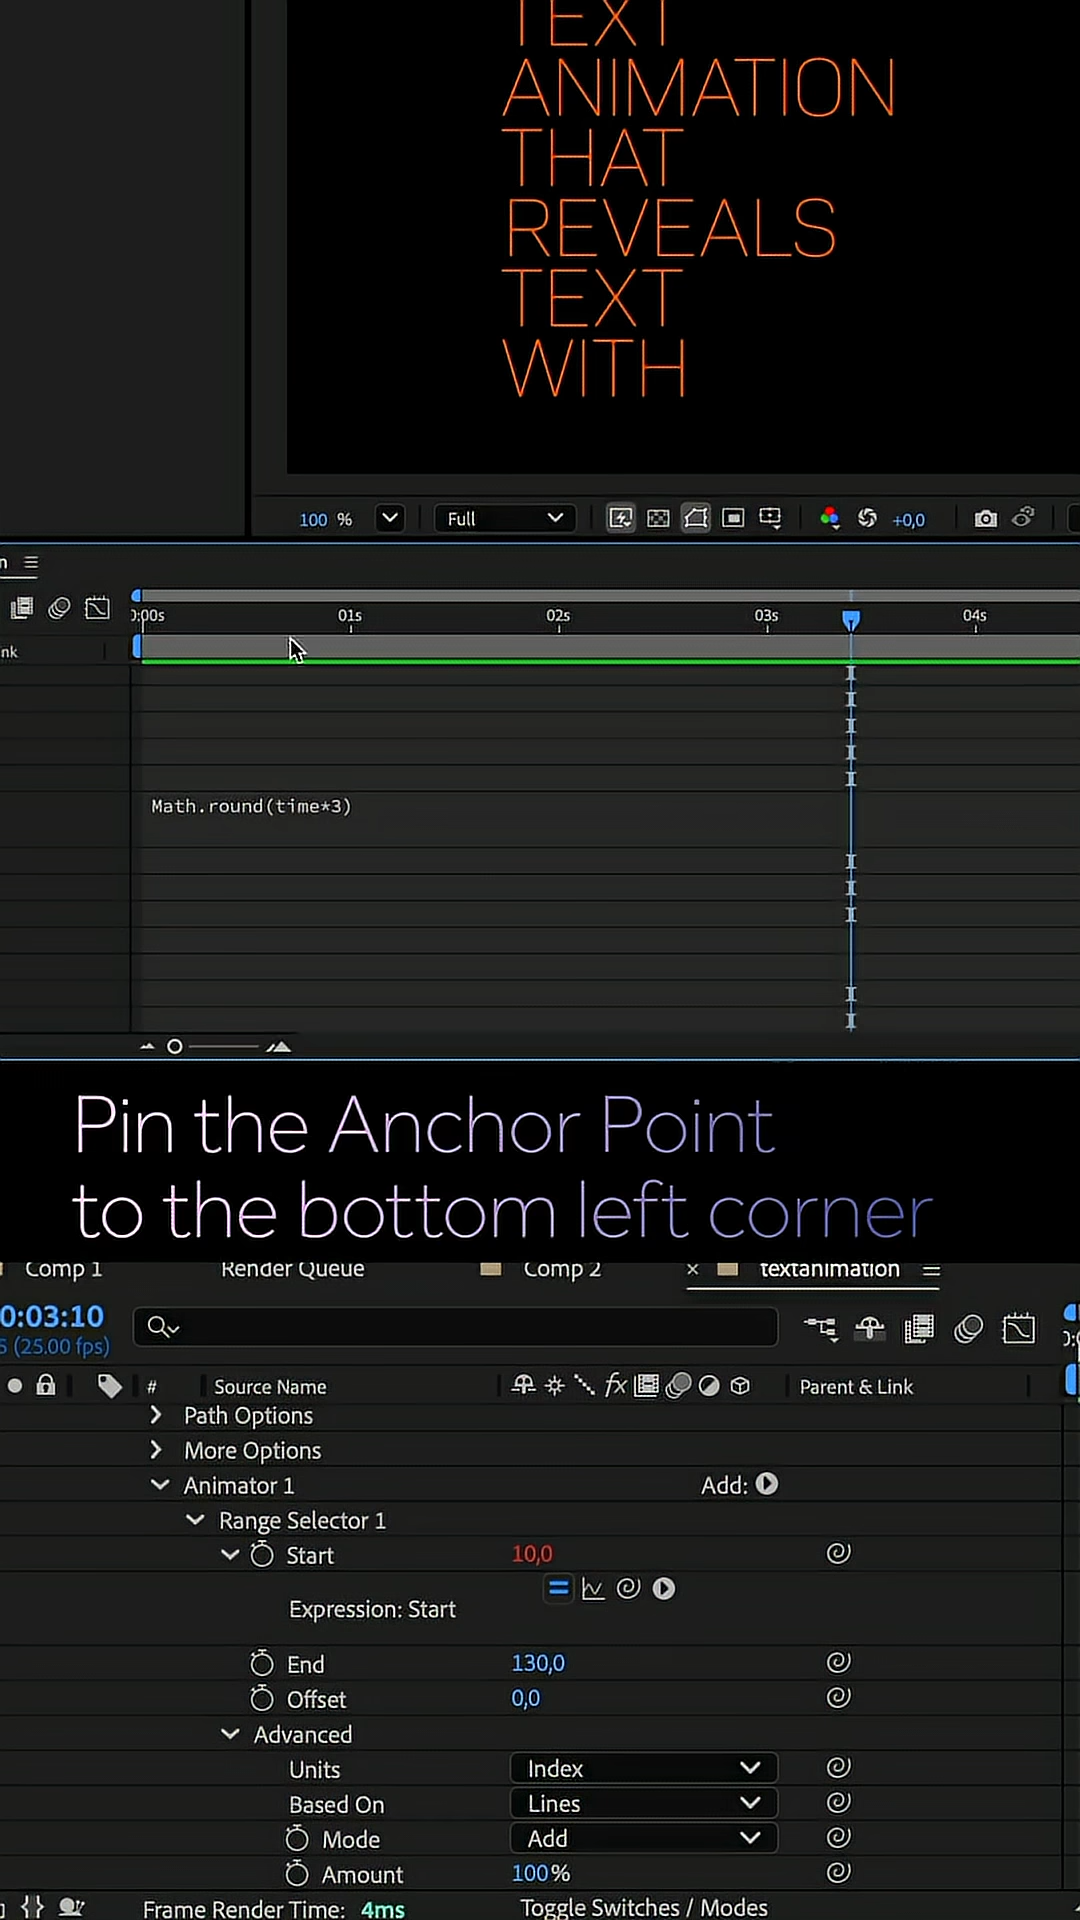 TEXT
ANIMATION
THAT
REVEALS
TEXT
WITH
100 % Full +0,0
n
0:00s 01s 02s 03s 04s
nk
Math.round(time*3)
Pin the Anchor Point
to the bottom left corner
Comp 1 Render Queue Comp 2 × textanimation
0:03:10
5 (25.00 fps)
# Source Name fx Parent & Link
Path Options
More Options
Animator 1 Add:
Range Selector 1
Start 10,0
Expression: Start
End 130,0
Offset 0,0
Advanced
Units Index
Based On Lines
Mode Add
Amount 100%
Frame Render Time: 4ms Toggle Switches / Modes